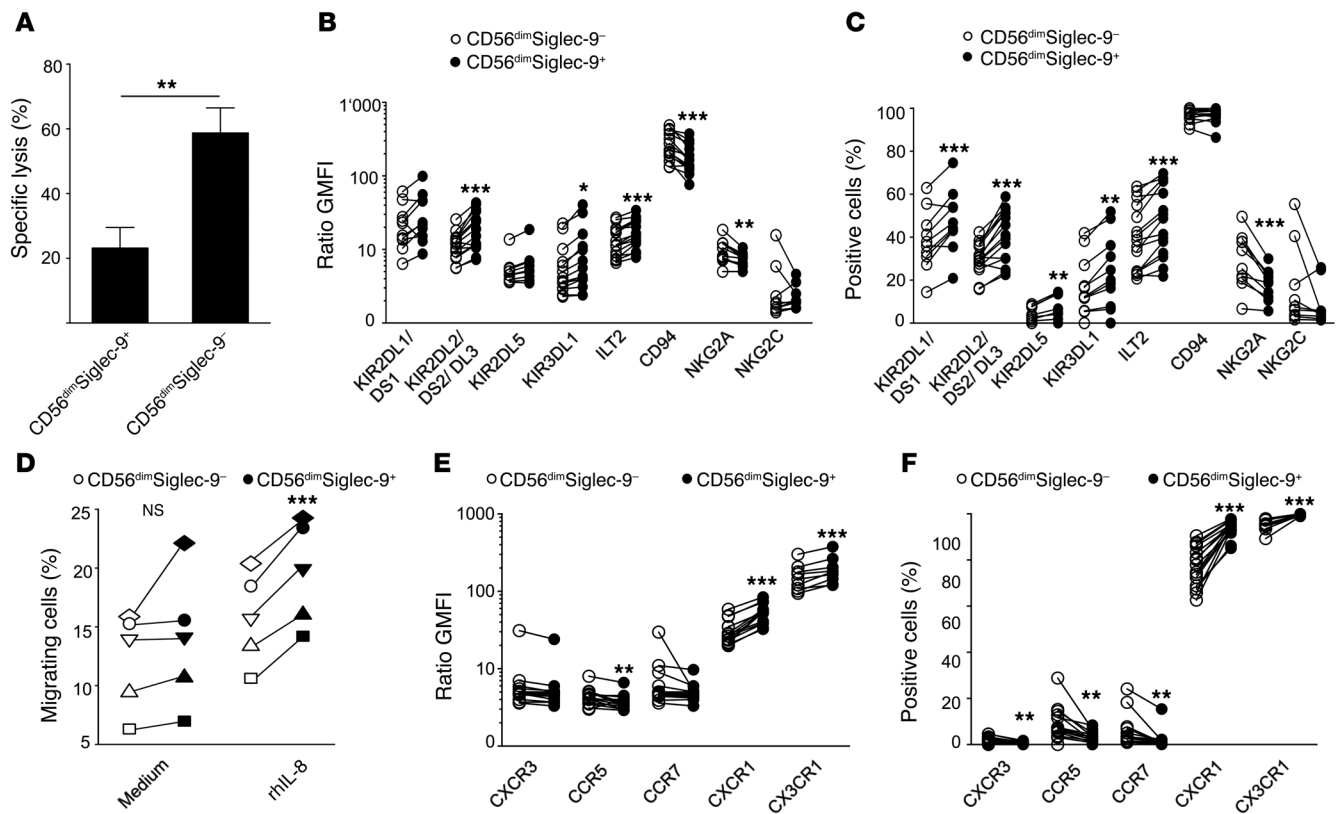 A
Specific lysis (%)
80
60
40
20
**
CD56dimSiglec-9+
CD56dimSiglec-9–
B
CD56dimSiglec-9–
CD56dimSiglec-9+
Ratio GMFI
1'000
100
10
0
***
*
***
***
**
KIR2DL1/
DS1
KIR2DL2/
DS2/ DL3
KIR2DL5
KIR3DL1
ILT2
CD94
NKG2A
NKG2C
C
CD56dimSiglec-9–
CD56dimSiglec-9+
Positive cells (%)
100
80
60
40
20
0
***
***
**
**
***
***
KIR2DL1/
DS1
KIR2DL2/
DS2/ DL3
KIR2DL5
KIR3DL1
ILT2
CD94
NKG2A
NKG2C
D
CD56dimSiglec-9–
CD56dimSiglec-9+
Migrating cells (%)
25
20
15
10
5
NS
***
Medium
rhIL-8
E
CD56dimSiglec-9–
CD56dimSiglec-9+
Ratio GMFI
1000
100
10
0
**
***
***
CXCR3
CCR5
CCR7
CXCR1
CX3CR1
F
CD56dimSiglec-9–
CD56dimSiglec-9+
Positive cells (%)
100
80
60
40
20
0
**
**
**
***
***
CXCR3
CCR5
CCR7
CXCR1
CX3CR1